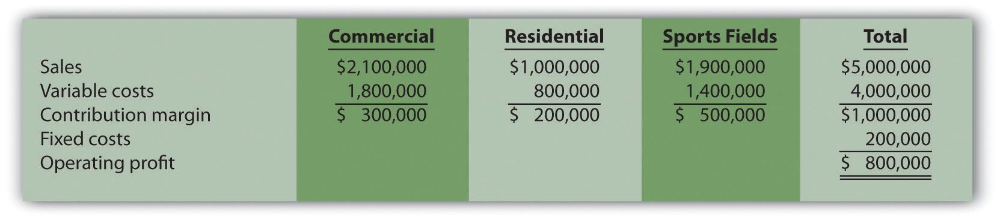 Commercial Residential Sports Fields Total
Sales $2,100,000 $1,000,000 $1,900,000 $5,000,000
Variable costs 1,800,000 800,000 1,400,000 4,000,000
Contribution margin $ 300,000 $ 200,000 $ 500,000 $1,000,000
Fixed costs 200,000
Operating profit $ 800,000